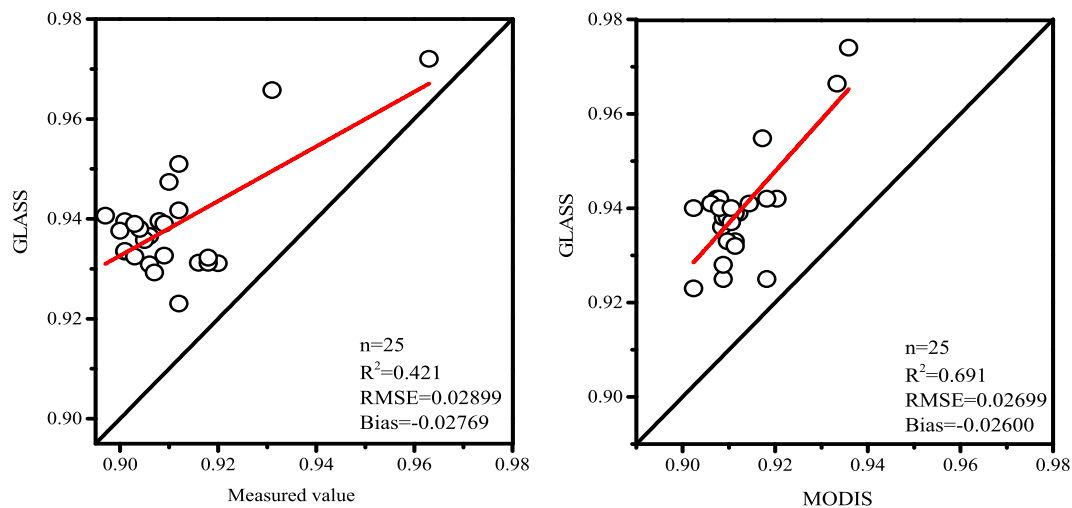 0.98
0.96
0.94
0.92
0.90
GLASS
0.90 0.92 0.94 0.96 0.98
Measured value
n=25
R²=0.421
RMSE=0.02899
Bias=-0.02769
0.98
0.96
0.94
0.92
0.90
GLASS
0.90 0.92 0.94 0.96 0.98
MODIS
n=25
R²=0.691
RMSE=0.02699
Bias=-0.02600